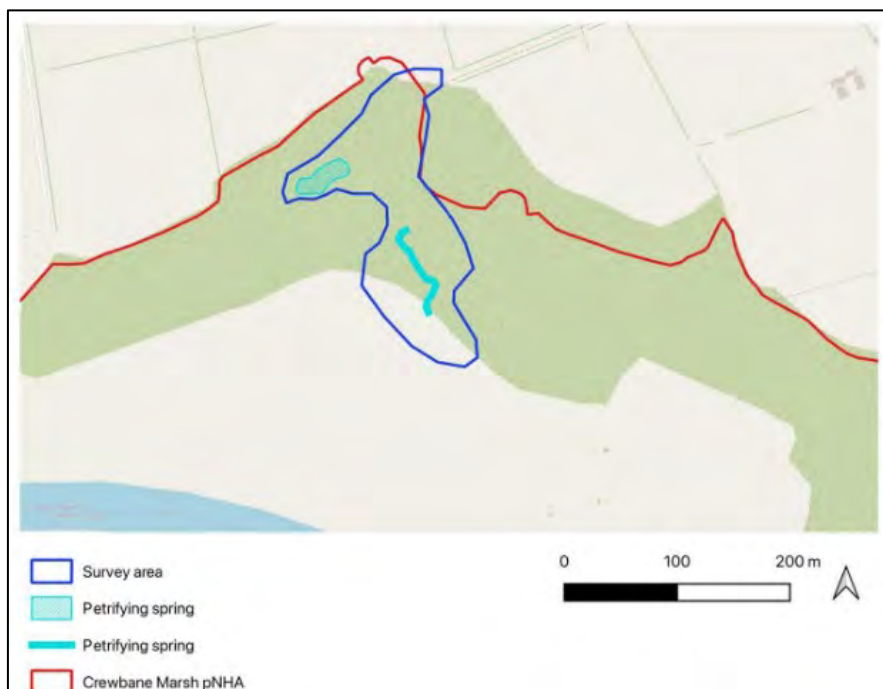 Survey area
Petrifying spring
Petrifying spring
Crewbane Marsh pNHA
0 100 200 m